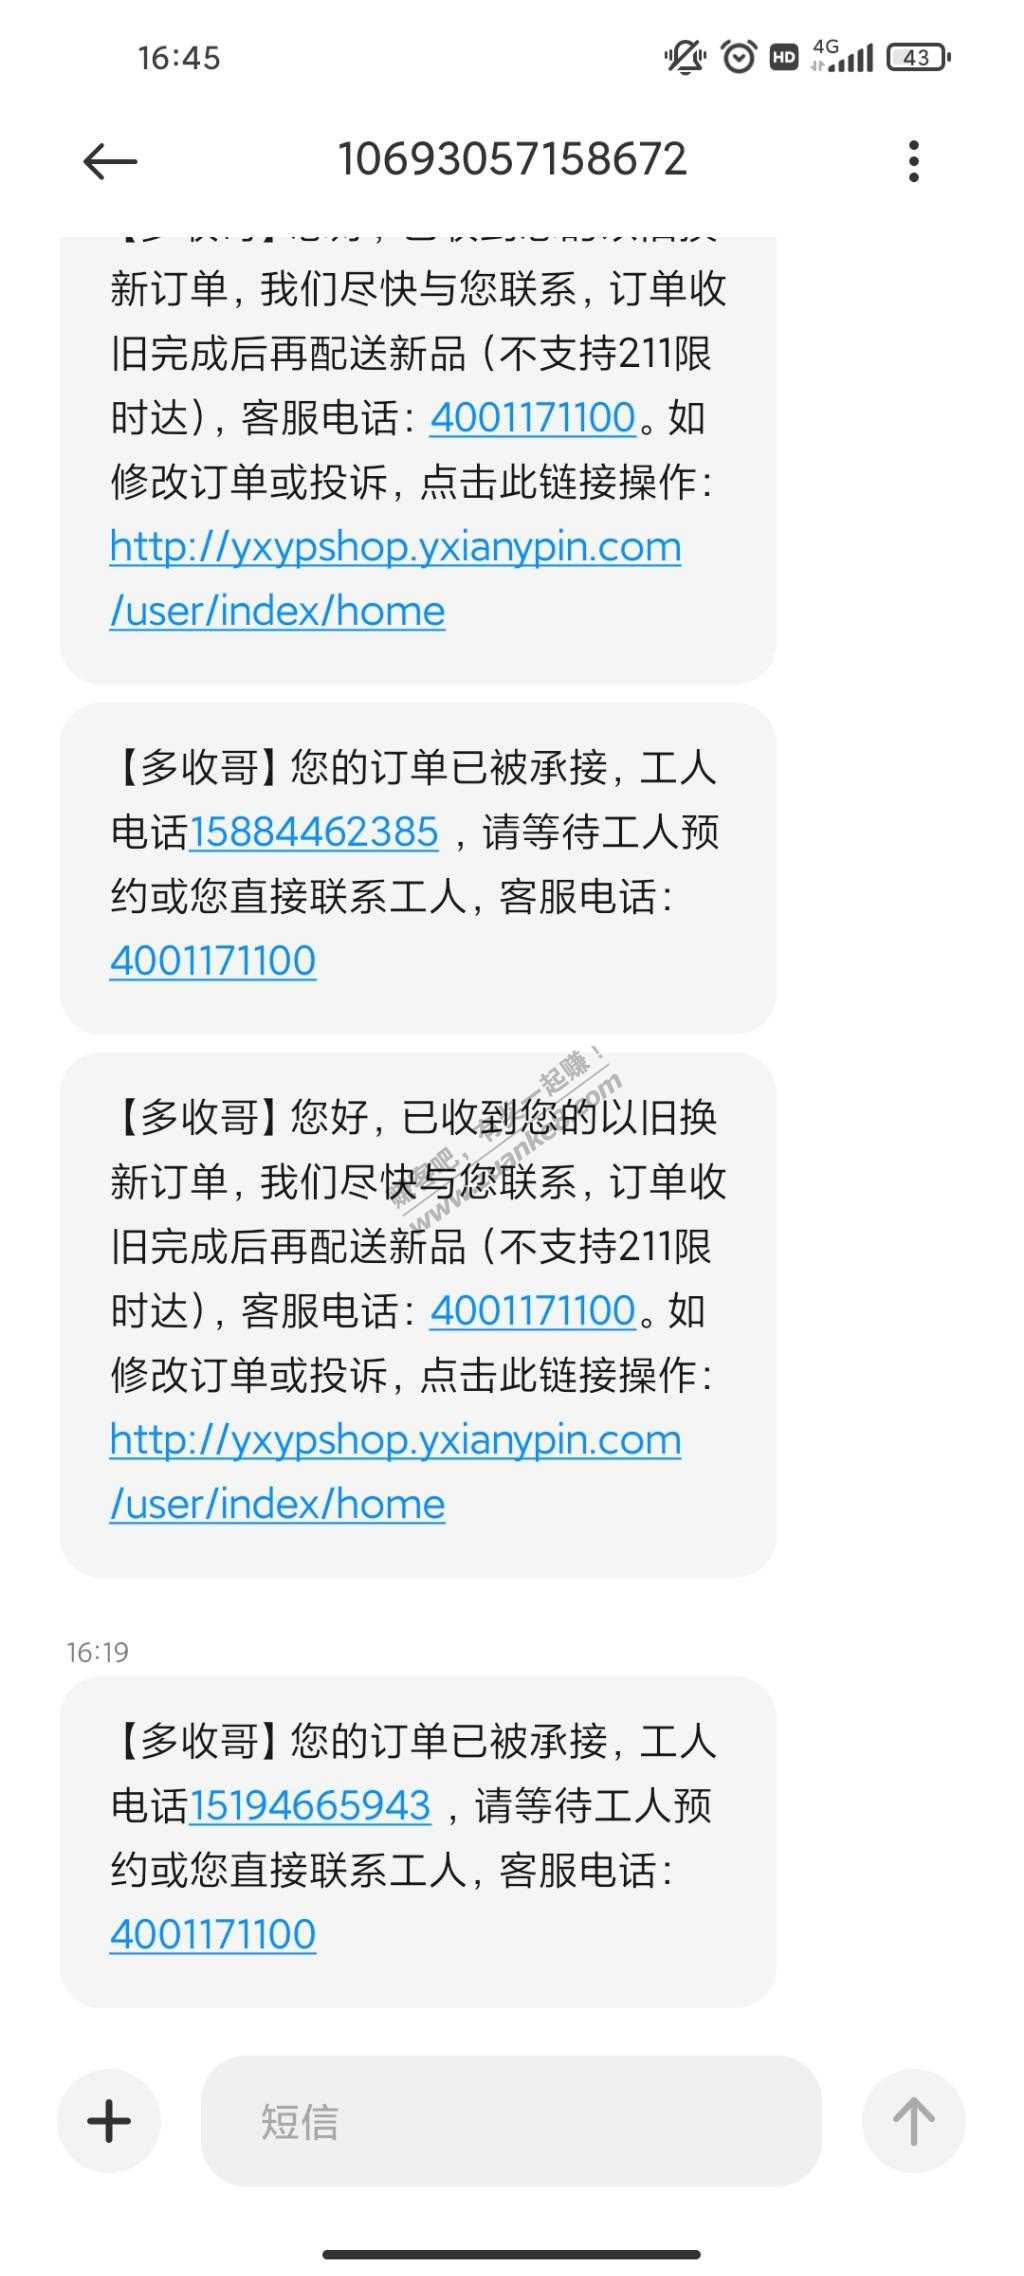 16:45
HD
4G
43
10693057158672
新订单，我们尽快与您联系，订单收
旧完成后再配送新品（不支持211限
时达），客服电话：4001171100。如
修改订单或投诉，点击此链接操作：
http://yxypshop.yxianypin.com
/user/index/home
【多收哥】您的订单已被承接，工人
电话15884462385 ，请等待工人预
约或您直接联系工人，客服电话：
4001171100
【多收哥】您好，已收到您的以旧换
新订单，我们尽快与您联系，订单收
旧完成后再配送新品（不支持211限
时达），客服电话：4001171100。如
修改订单或投诉，点击此链接操作：
http://yxypshop.yxianypin.com
/user/index/home
16:19
【多收哥】您的订单已被承接，工人
电话15194665943 ，请等待工人预
约或您直接联系工人，客服电话：
4001171100
短信